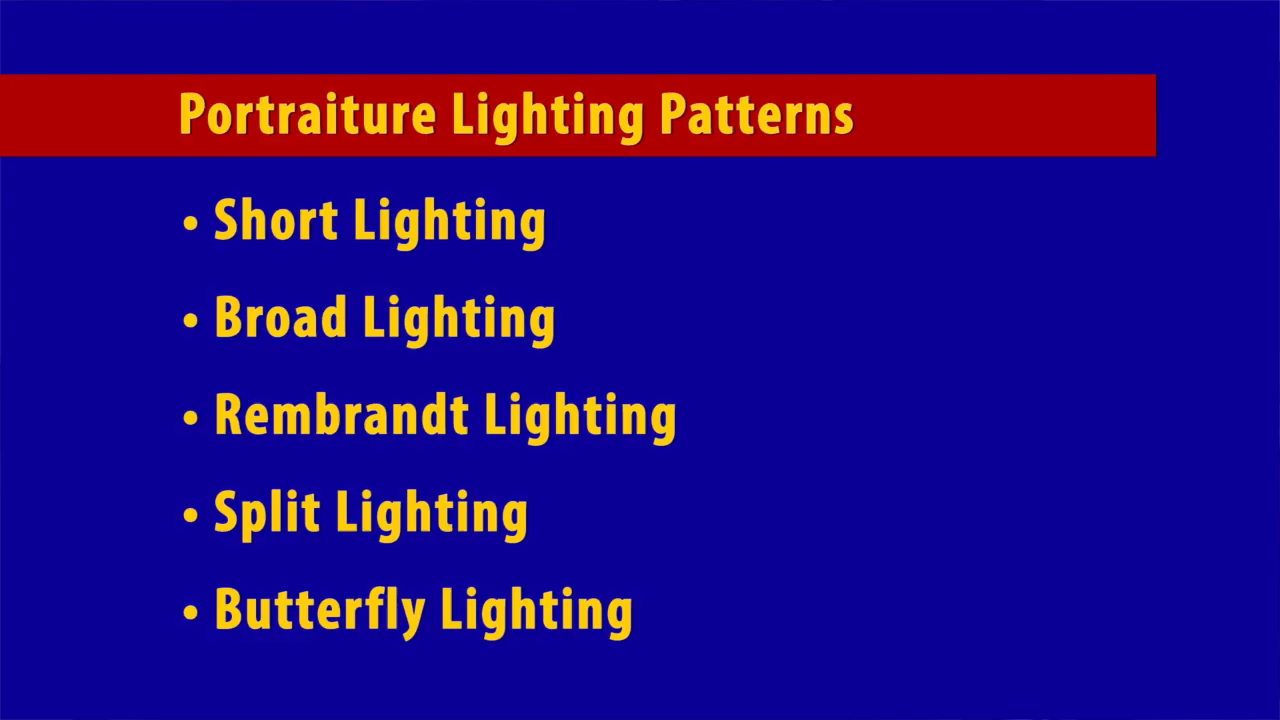 Portraiture Lighting Patterns
• Short Lighting
• Broad Lighting
• Rembrandt Lighting
• Split Lighting
• Butterfly Lighting